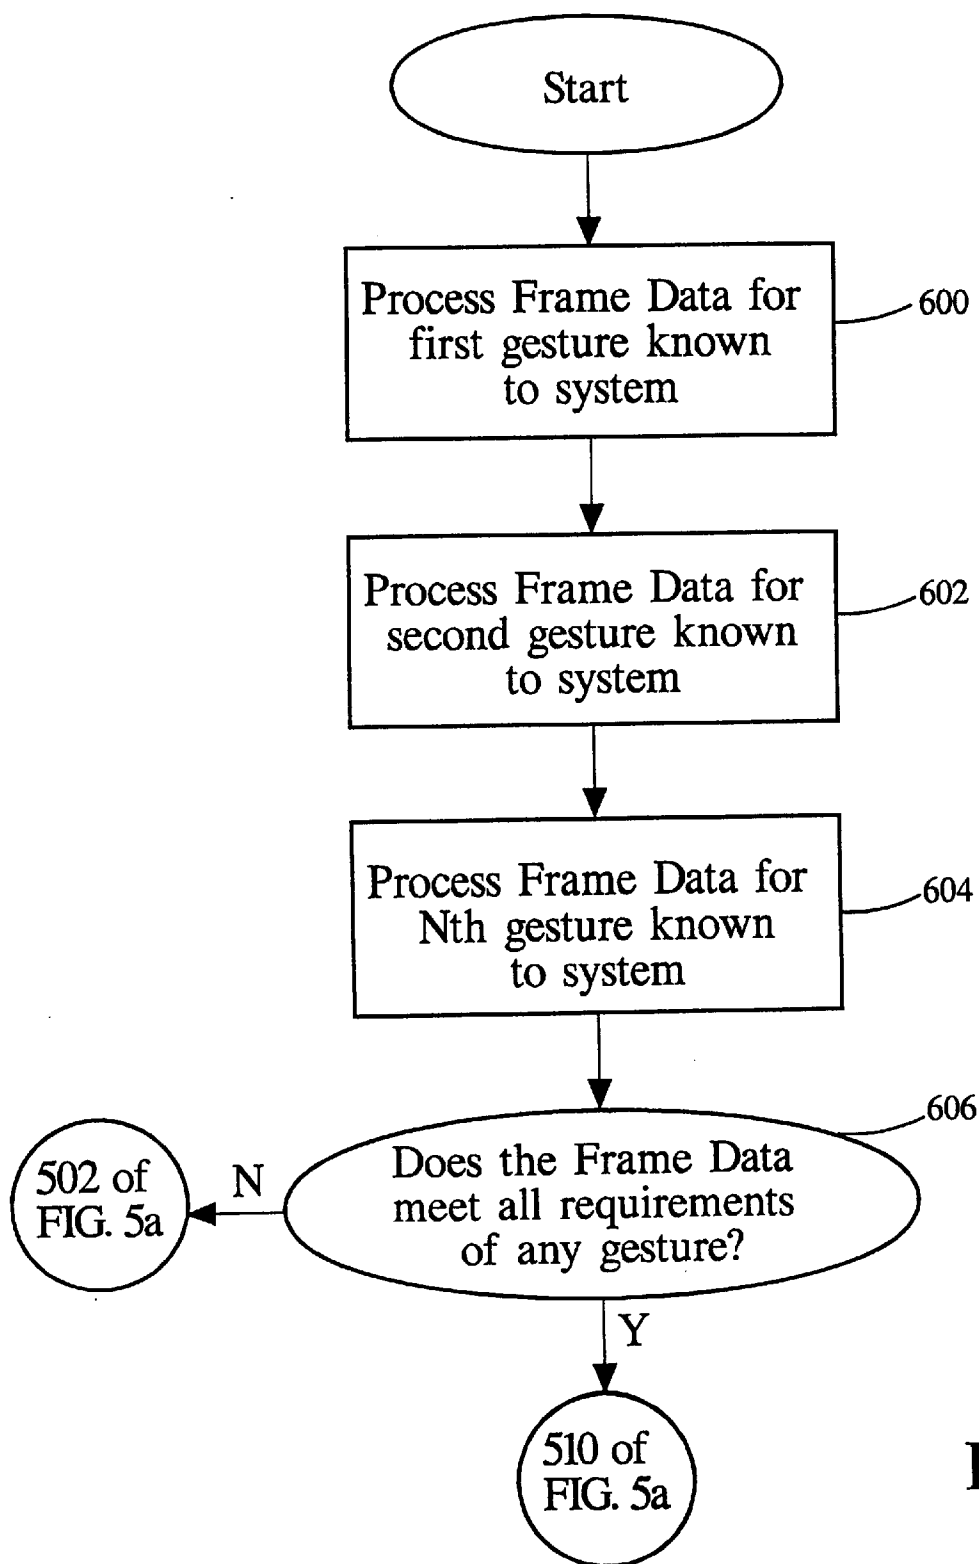 Start
Process Frame Data for
first gesture known
to system
600
Process Frame Data for
second gesture known
to system
602
Process Frame Data for
Nth gesture known
to system
604
606
Does the Frame Data
meet all requirements
of any gesture?
N
502 of
FIG. 5a
Y
510 of
FIG. 5a